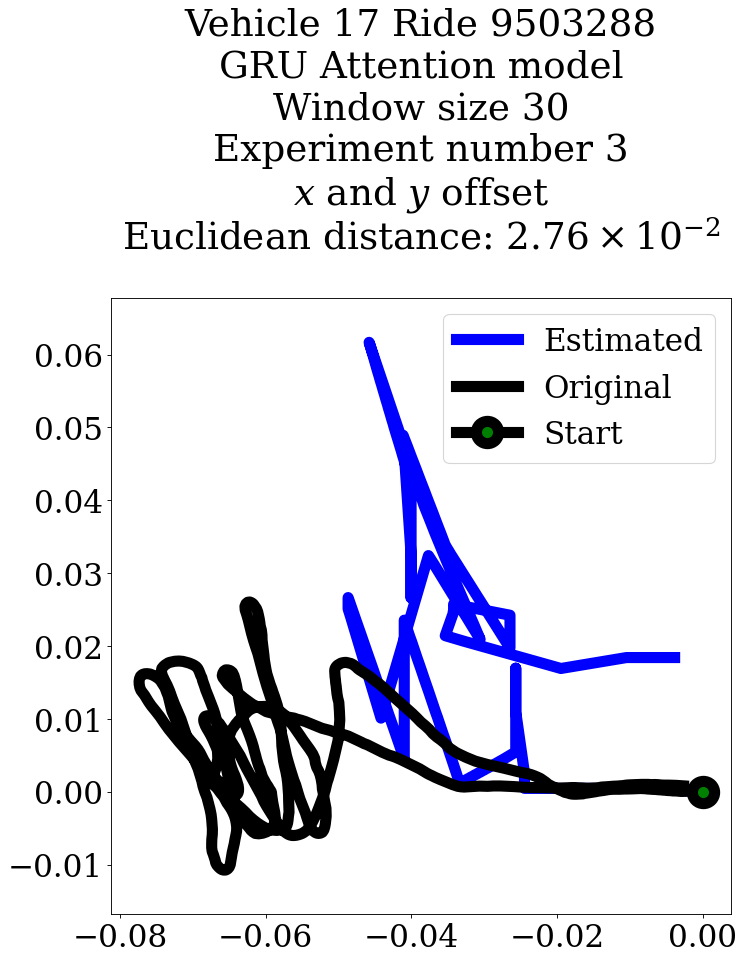 Vehicle 17 Ride 9503288
GRU Attention model
Window size 30
Experiment number 3
x and y offset
Euclidean distance: 2.76 × 10⁻²
Estimated
Original
Start
0.06
0.05
0.04
0.03
0.02
0.01
0.00
−0.01
−0.08 −0.06 −0.04 −0.02 0.00